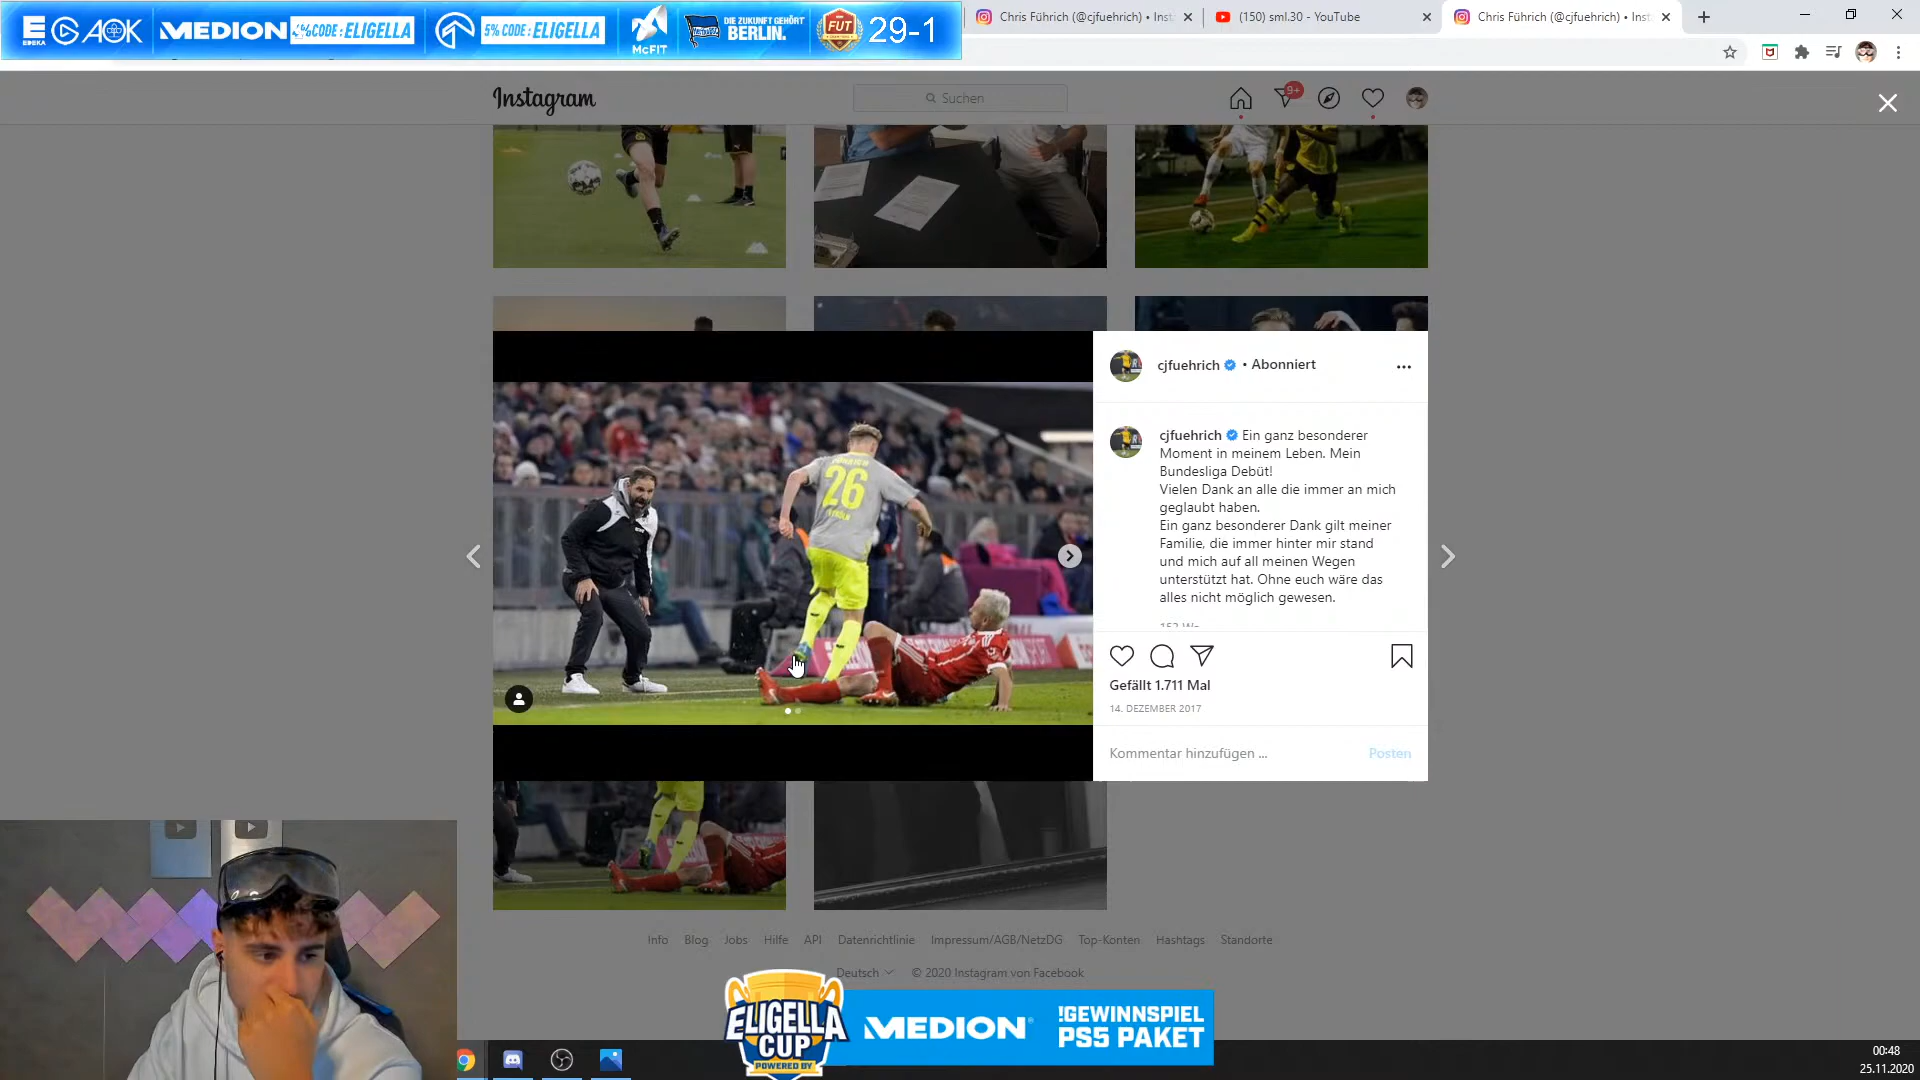 EDEKA
AOK
MEDION
%CODE:ELIGELLA
5% CODE:ELIGELLA
McFIT
DIE ZUKUNFT GEHÖRT
BERLIN.
FUT
29-1
Chris Führich (@cjfuehrich) • Inst
(150) sml.30 - YouTube
Chris Führich (@cjfuehrich) • Inst
Instagram
Suchen
9+
cjfuehrich • Abonniert
cjfuehrich Ein ganz besonderer
Moment in meinem Leben. Mein
Bundesliga Debüt!
Vielen Dank an alle die immer an mich
geglaubt haben.
Ein ganz besonderer Dank gilt meiner
Familie, die immer hinter mir stand
und mich auf all meinen Wegen
unterstützt hat. Ohne euch wäre das
alles nicht möglich gewesen.
Gefällt 1.711 Mal
14. DEZEMBER 2017
Kommentar hinzufügen ...
Posten
26
Info Blog Jobs Hilfe API Datenrichtlinie Impressum/AGB/NetzDG Top-Konten Hashtags Standorte
Deutsch © 2020 Instagram von Facebook
ELIGELLA
CUP
POWERED BY
MEDION
!GEWINNSPIEL
PS5 PAKET
00:48
25.11.2020